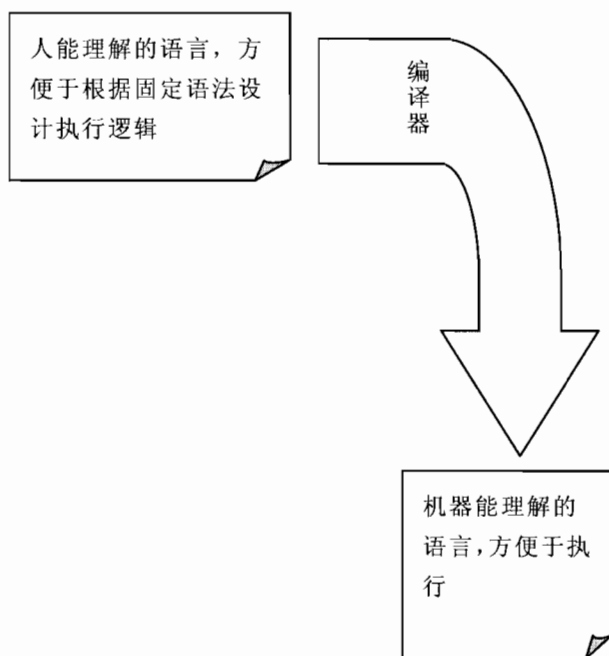 人能理解的语言，方
便于根据固定语法设
计执行逻辑
编译器
机器能理解的
语言,方便于执
行